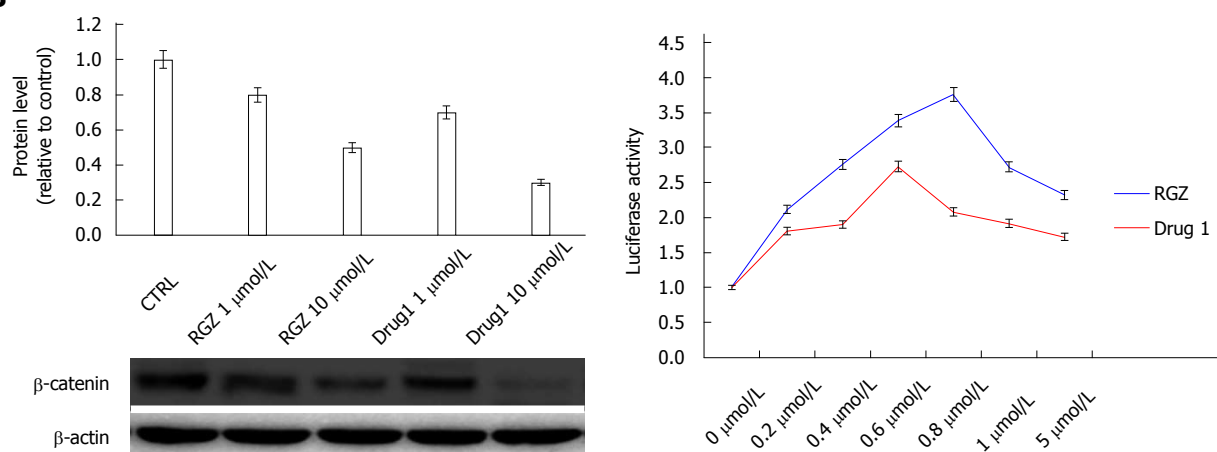 Protein level
(relative to control)
1.2
1.0
0.8
0.6
0.4
0.2
0.0
CTRL
RGZ 1 μmol/L
RGZ 10 μmol/L
Drug1 1 μmol/L
Drug1 10 μmol/L
β-catenin
β-actin
Luciferase activity
4.5
4.0
3.5
3.0
2.5
2.0
1.5
1.0
0.5
0.0
0 μmol/L
0.2 μmol/L
0.4 μmol/L
0.6 μmol/L
0.8 μmol/L
1 μmol/L
5 μmol/L
RGZ
Drug 1